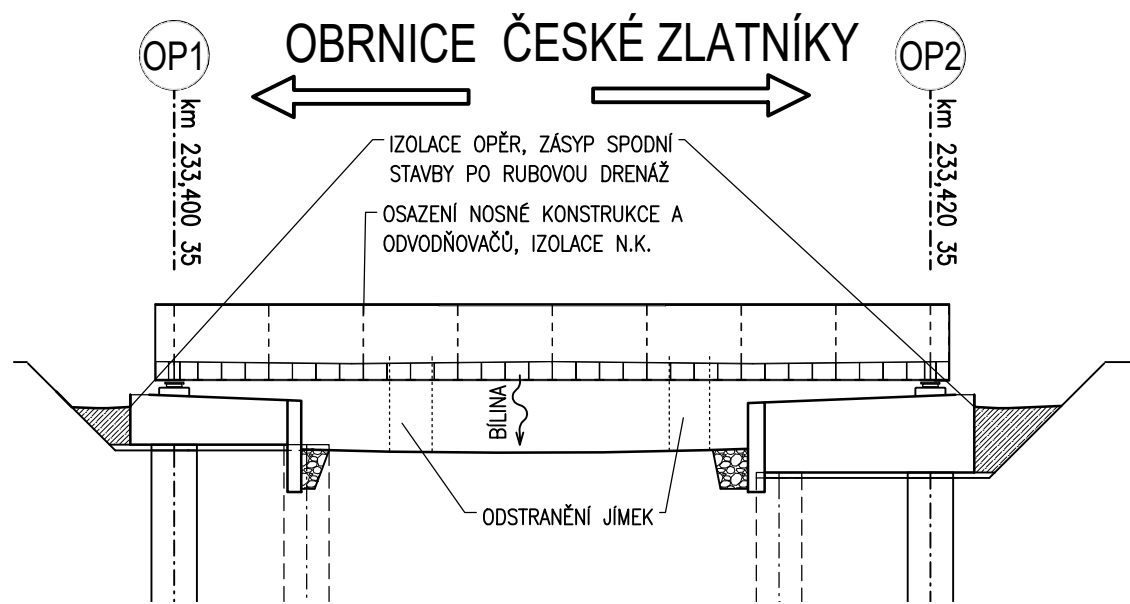 OP1
OBRNICE ČESKÉ ZLATNÍKY
OP2
km 233,400 35
km 233,420 35
IZOLACE OPĚR, ZÁSYP SPODNÍ
STAVBY PO RUBOVOU DRENÁŽ
OSAZENÍ NOSNÉ KONSTRUKCE A
ODVODŇOVAČŮ, IZOLACE N.K.
BÍLINA
ODSTRANĚNÍ JÍMEK